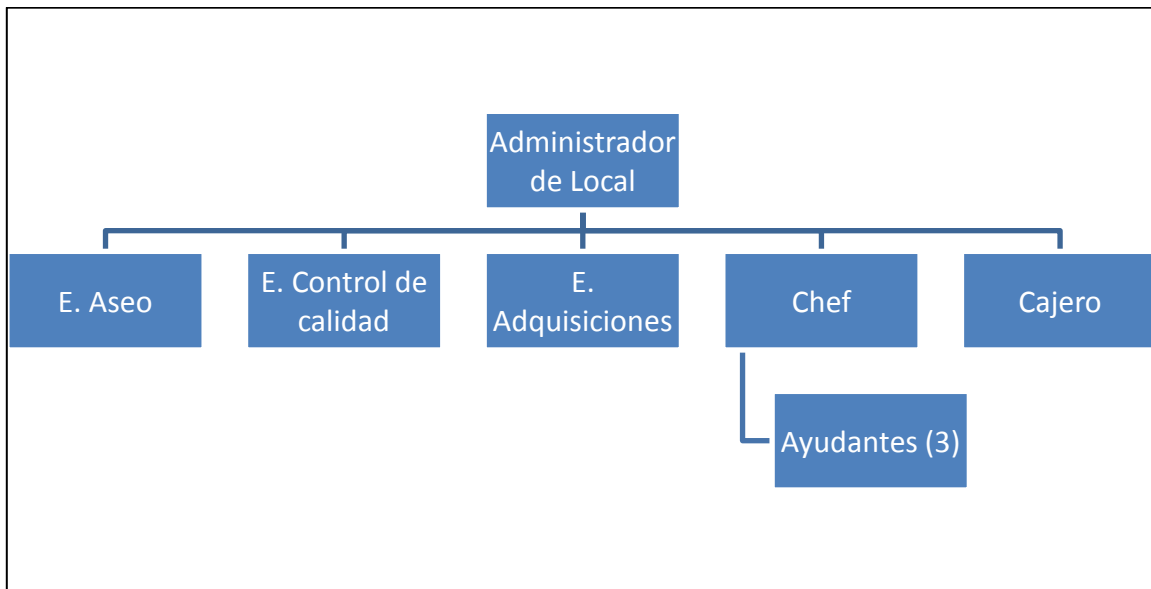 Administrador
de Local
E. Aseo
E. Control de
calidad
E.
Adquisiciones
Chef
Cajero
Ayudantes (3)